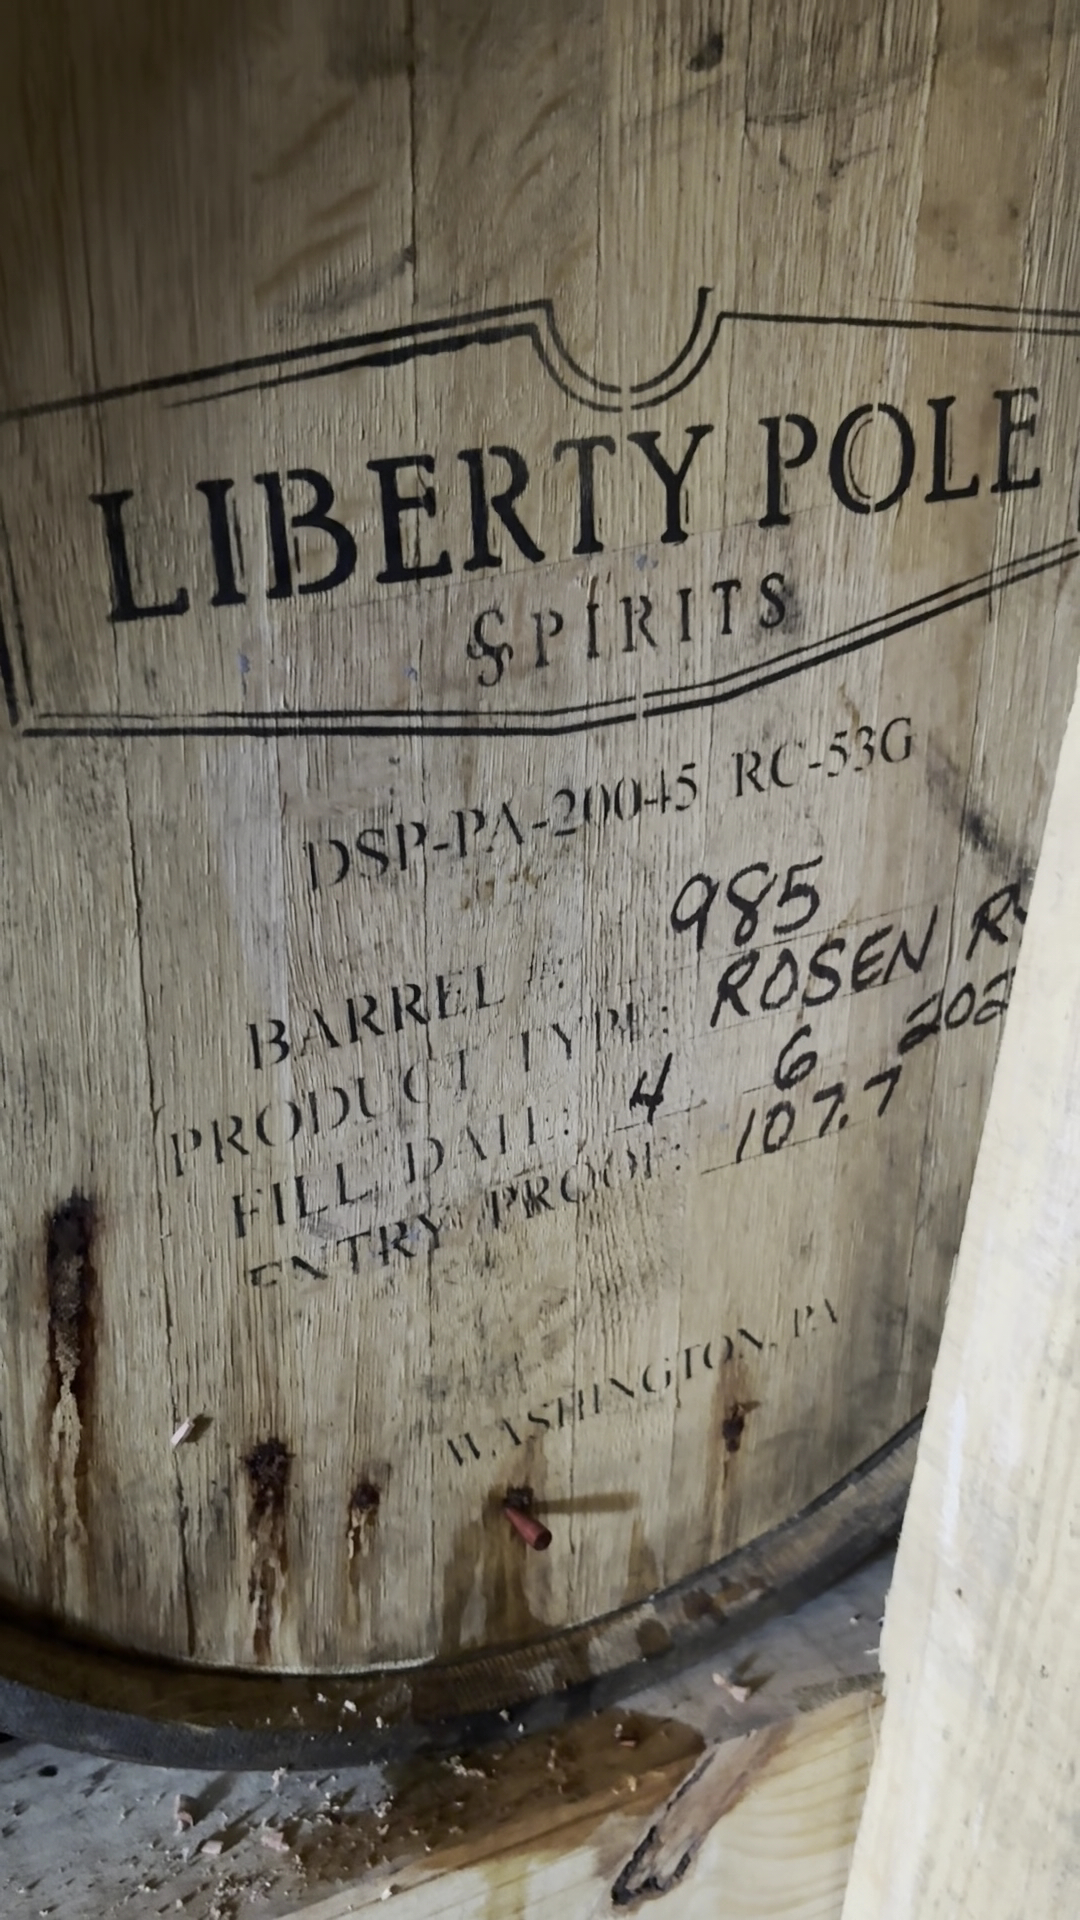 LIBERTY POLE
SPIRITS
DSP-PA-20045 RC-53G
BARREL #: 985
PRODUCT TYPE: ROSEN
FILL DATE: 4 6
ENTRY PROOF: 107.7
WASHINGTON, PA